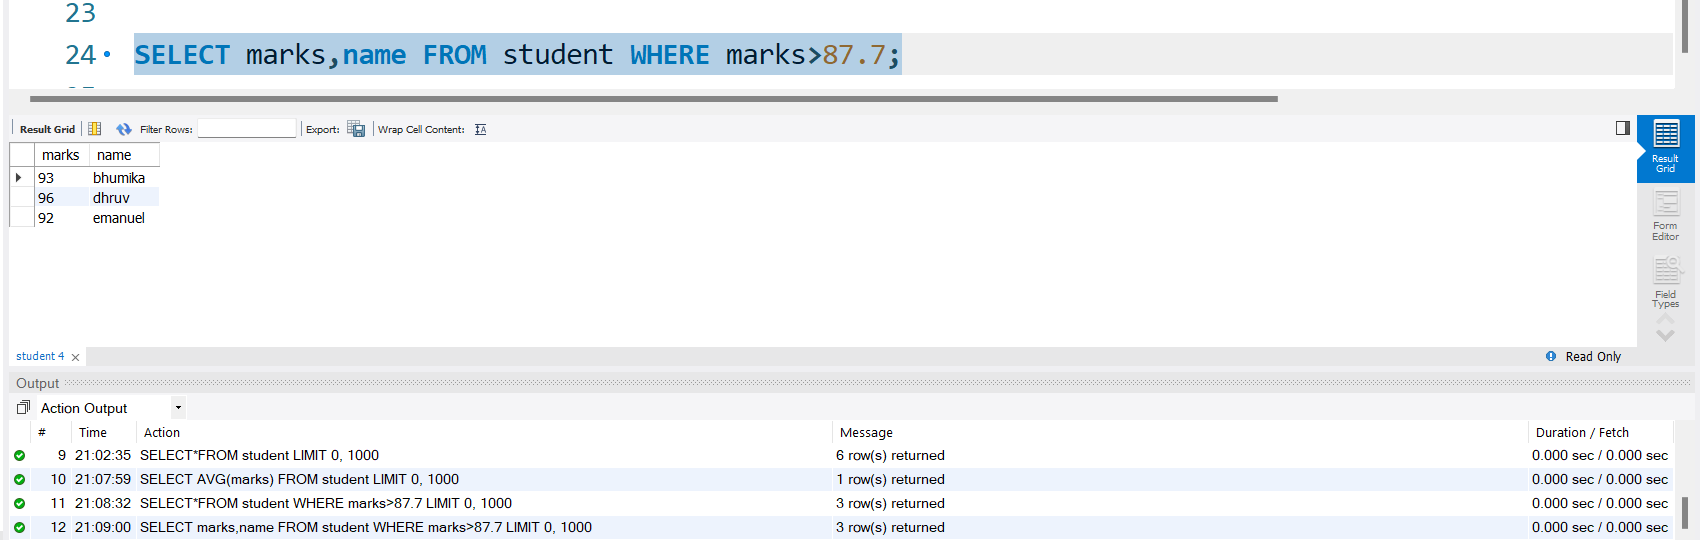 23
24 SELECT marks,name FROM student WHERE marks>87.7;
Result Grid Filter Rows: Export: Wrap Cell Content:
marks name
93 bhumika
96 dhruv
92 emanuel
Result
Grid
Form
Editor
Field
Types
student 4
Read Only
Output
Action Output
# Time Action Message Duration / Fetch
9 21:02:35 SELECT*FROM student LIMIT 0, 1000 6 row(s) returned 0.000 sec / 0.000 sec
10 21:07:59 SELECT AVG(marks) FROM student LIMIT 0, 1000 1 row(s) returned 0.000 sec / 0.000 sec
11 21:08:32 SELECT*FROM student WHERE marks>87.7 LIMIT 0, 1000 3 row(s) returned 0.000 sec / 0.000 sec
12 21:09:00 SELECT marks,name FROM student WHERE marks>87.7 LIMIT 0, 1000 3 row(s) returned 0.000 sec / 0.000 sec